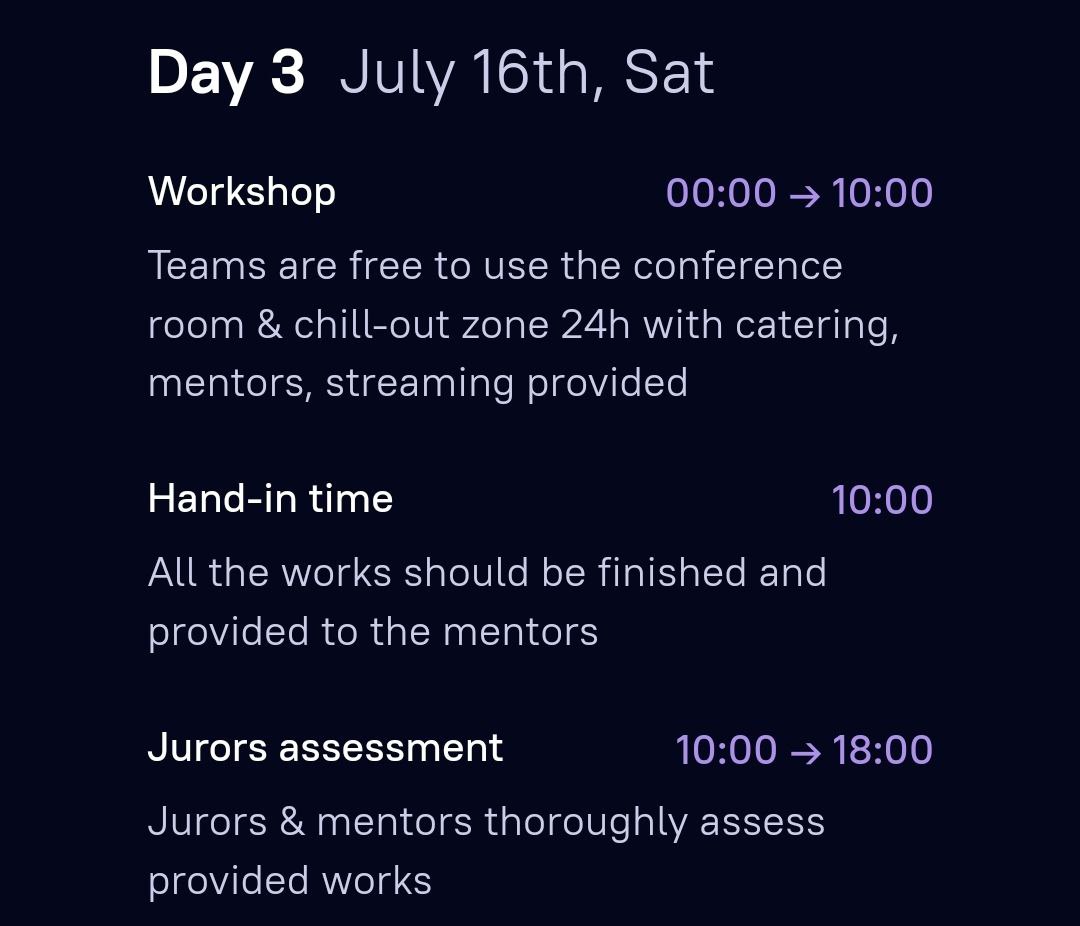 Day 3 July 16th, Sat
Workshop 00:00 → 10:00
Teams are free to use the conference
room & chill-out zone 24h with catering,
mentors, streaming provided
Hand-in time 10:00
All the works should be finished and
provided to the mentors
Jurors assessment 10:00 → 18:00
Jurors & mentors thoroughly assess
provided works